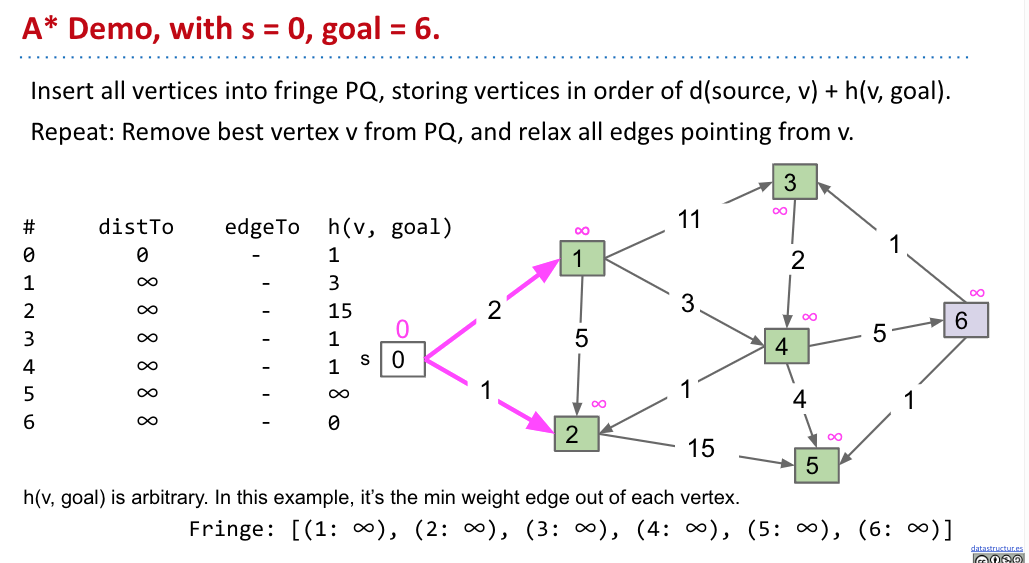 A* Demo, with s = 0, goal = 6.
Insert all vertices into fringe PQ, storing vertices in order of d(source, v) + h(v, goal).
Repeat: Remove best vertex v from PQ, and relax all edges pointing from v.
# distTo edgeTo h(v, goal)
0 0 - 1
1 ∞ - 3
2 ∞ - 15
3 ∞ - 1
4 ∞ - 1
5 ∞ - ∞
6 ∞ - 0
3
∞
11
1
∞
1
2
3
∞
6
2
0
s
0
5
∞
4
5
1
1
∞
2
4
1
15
∞
5
h(v, goal) is arbitrary. In this example, it's the min weight edge out of each vertex.
Fringe: [(1: ∞), (2: ∞), (3: ∞), (4: ∞), (5: ∞), (6: ∞)]
datastructur.es